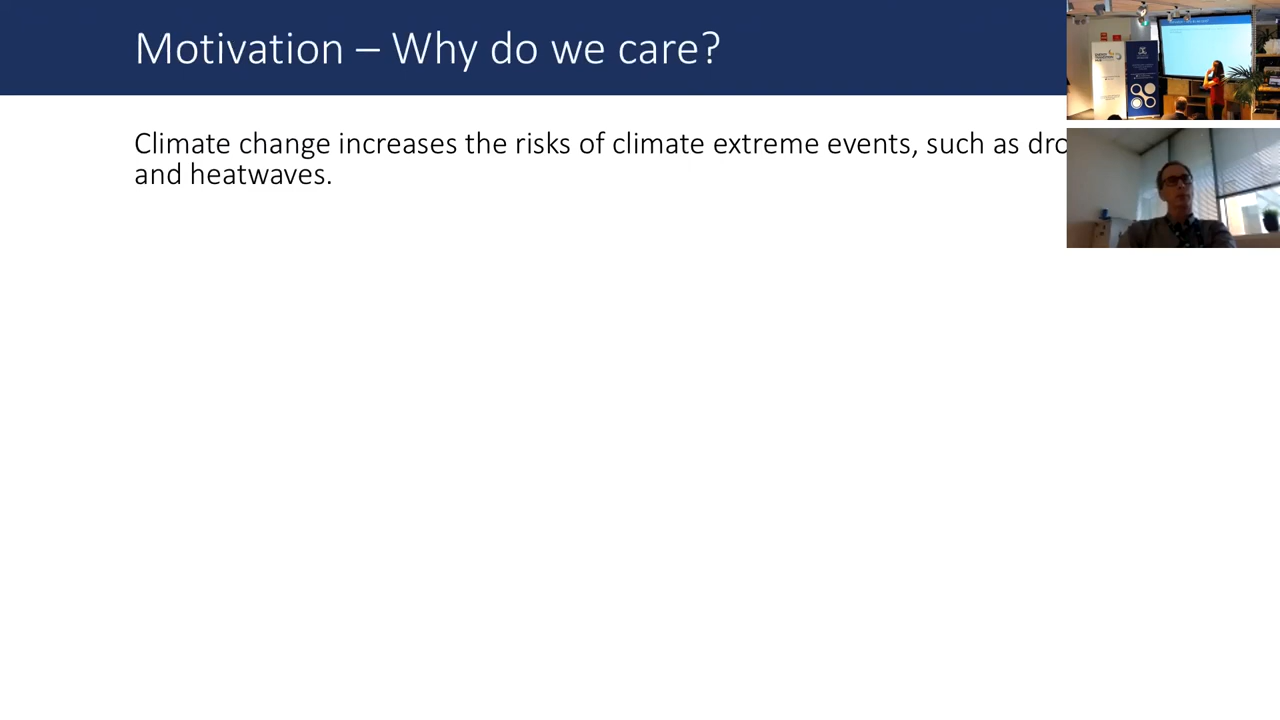 Motivation – Why do we care?
Climate change increases the risks of climate extreme events, such as dro
and heatwaves.